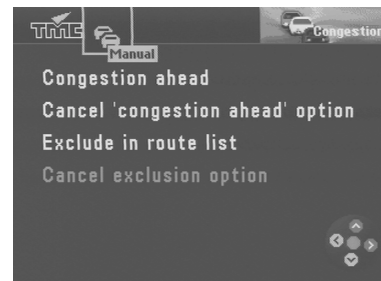 TMC
Congestion
Manual
Congestion ahead
Cancel 'congestion ahead' option
Exclude in route list
Cancel exclusion option